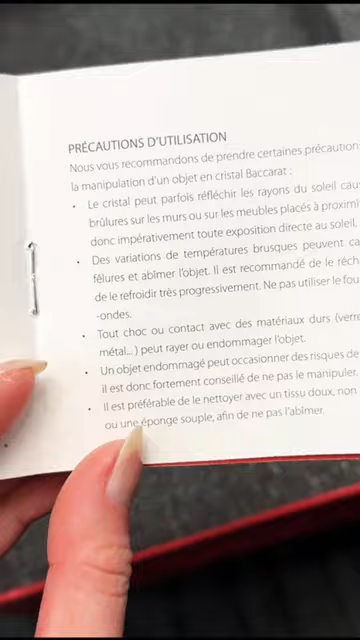 PRÉCAUTIONS D'UTILISATION
Nous vous recommandons de prendre certaines précaution
la manipulation d'un objet en cristal Baccarat :
• Le cristal peut parfois réfléchir les rayons du soleil cau
brûlures sur les murs ou sur les meubles placés à proximi
donc impérativement toute exposition directe au soleil.
• Des variations de températures brusques peuvent ca
fêlures et abîmer l'objet. Il est recommandé de le réch
de le refroidir très progressivement. Ne pas utiliser le fou
-ondes.
• Tout choc ou contact avec des matériaux durs (verre
métal... ) peut rayer ou endommager l'objet.
• Un objet endommagé peut occasionner des risques de
il est donc fortement conseillé de ne pas le manipuler.
• Il est préférable de le nettoyer avec un tissu doux, non
ou une éponge souple, afin de ne pas l'abîmer.